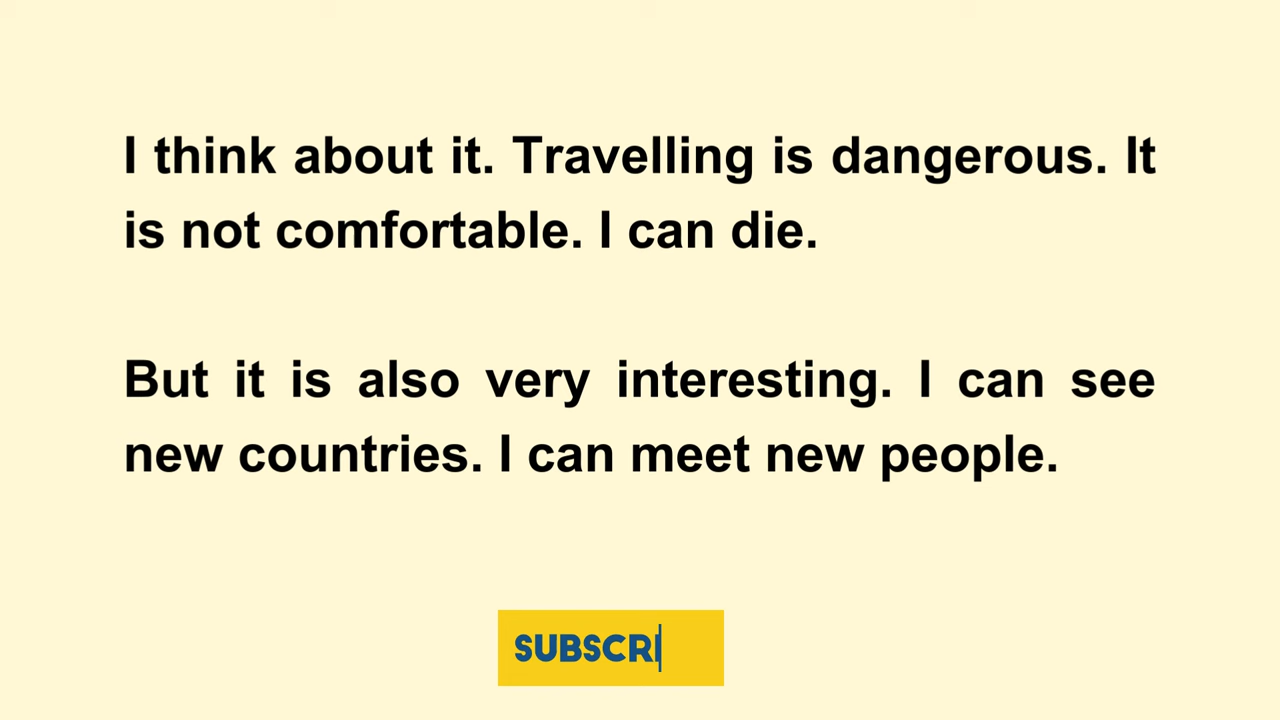 I think about it. Travelling is dangerous. It
is not comfortable. I can die.
But it is also very interesting. I can see
new countries. I can meet new people.
SUBSCRI